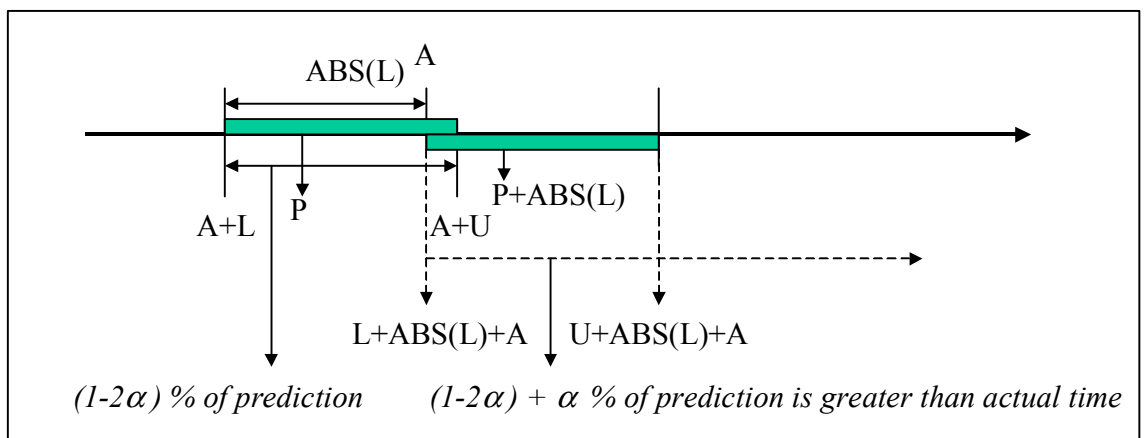 A
ABS(L)
P
P+ABS(L)
A+L
A+U
L+ABS(L)+A
U+ABS(L)+A
(1-2α) % of prediction
(1-2α) + α % of prediction is greater than actual time